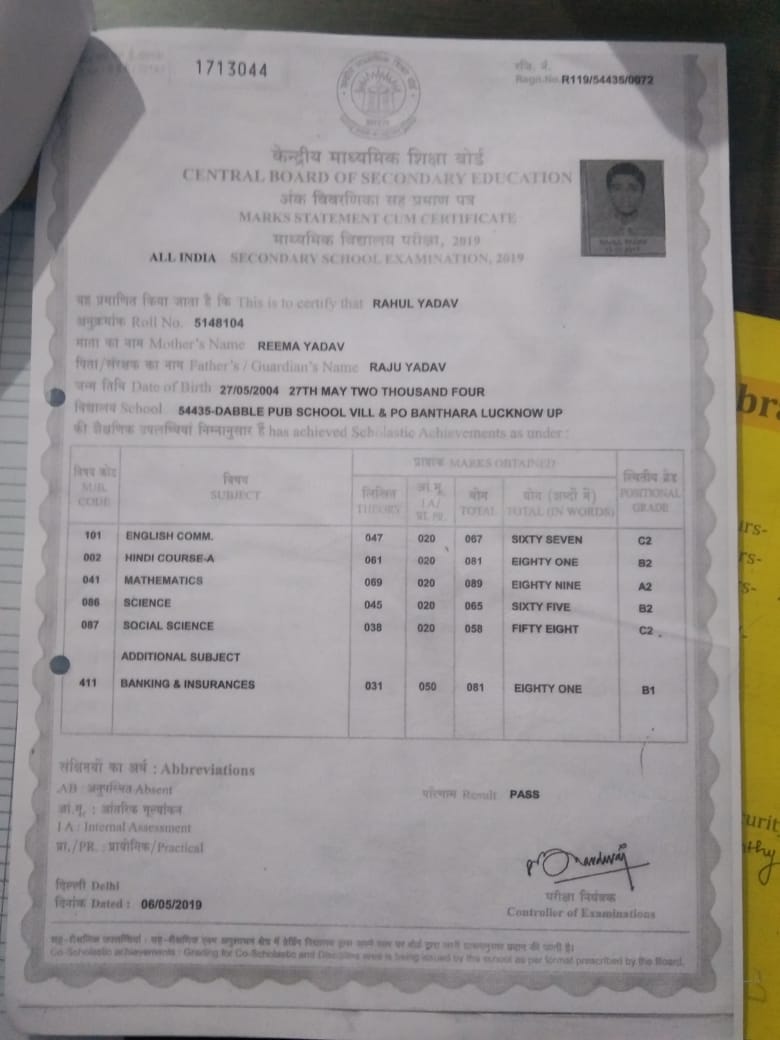 1713044
रजि. नं.
Regn.No.R119/54435/0072
केन्द्रीय माध्यमिक शिक्षा बोर्ड
CENTRAL BOARD OF SECONDARY EDUCATION
अंक विवरणिका सह प्रमाण पत्र
MARKS STATEMENT CUM CERTIFICATE
माध्यमिक विद्यालय परीक्षा, 2019
ALL INDIA SECONDARY SCHOOL EXAMINATION, 2019
यह प्रमाणित किया जाता है कि This is to certify that RAHUL YADAV
अनुक्रमांक Roll No. 5148104
माता का नाम Mother's Name REEMA YADAV
पिता/संरक्षक का नाम Father's / Guardian's Name RAJU YADAV
जन्म तिथि Date of Birth 27/05/2004 27TH MAY TWO THOUSAND FOUR
विद्यालय School 54435-DABBLE PUB SCHOOL VILL & PO BANTHARA LUCKNOW UP
की शैक्षणिक उपलब्धियां निम्नानुसार हैं has achieved Scholastic Achievements as under:
विषय कोड SUB. CODE विषय SUBJECT प्राप्तांक MARKS OBTAINED स्थितीय ग्रेड POSITIONAL GRADE
लिखित THEORY आं.मू. I A/ प्रा. PR. योग TOTAL योग (शब्दों में) TOTAL (IN WORDS)
101 ENGLISH COMM. 047 020 067 SIXTY SEVEN C2
002 HINDI COURSE-A 061 020 081 EIGHTY ONE B2
041 MATHEMATICS 069 020 089 EIGHTY NINE A2
086 SCIENCE 045 020 065 SIXTY FIVE B2
087 SOCIAL SCIENCE 038 020 058 FIFTY EIGHT C2
ADDITIONAL SUBJECT
411 BANKING & INSURANCES 031 050 081 EIGHTY ONE B1
संक्षिप्तियों का अर्थ : Abbreviations
AB : अनुपस्थित Absent
आं.मू. : आंतरिक मूल्यांकन
I A : Internal Assessment
प्रा./PR. : प्रायोगिक/Practical
परिणाम Result PASS
दिल्ली Delhi
दिनांक Dated : 06/05/2019
परीक्षा नियंत्रक
Controller of Examinations
Co-Scholastic achievements : Grading for Co-Scholastic and Discipline area is being issued by the school as per format prescribed by the Board.